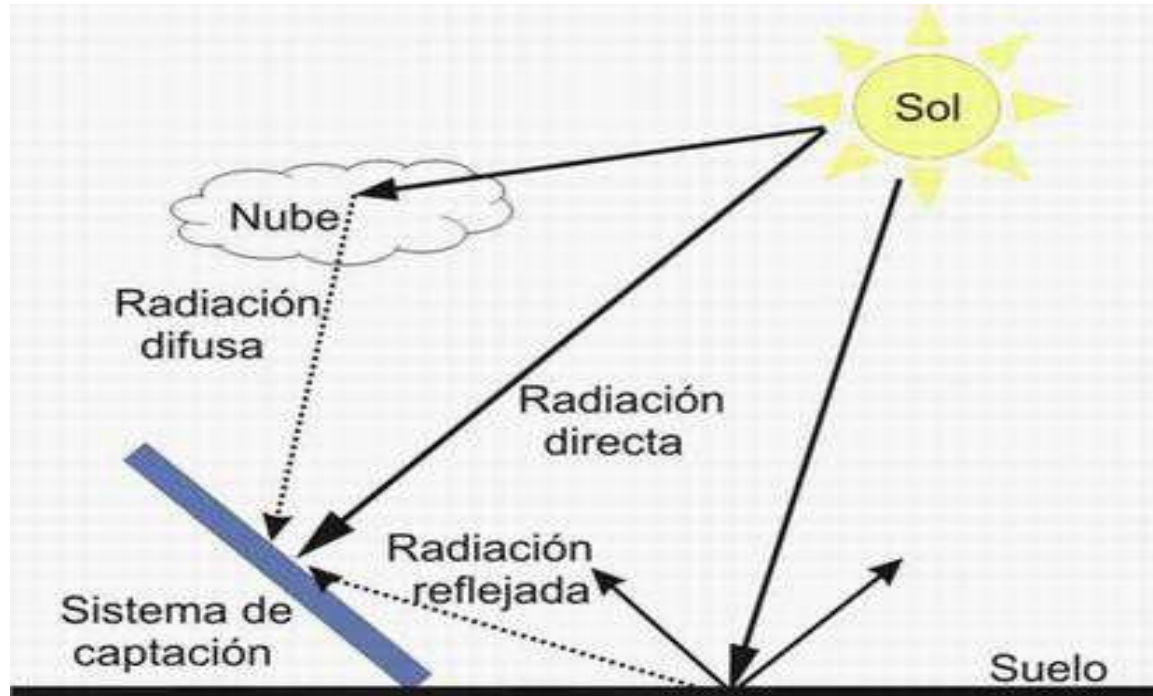 Sol
Nube
Radiación
difusa
Radiación
directa
Radiación
reflejada
Sistema de
captación
Suelo